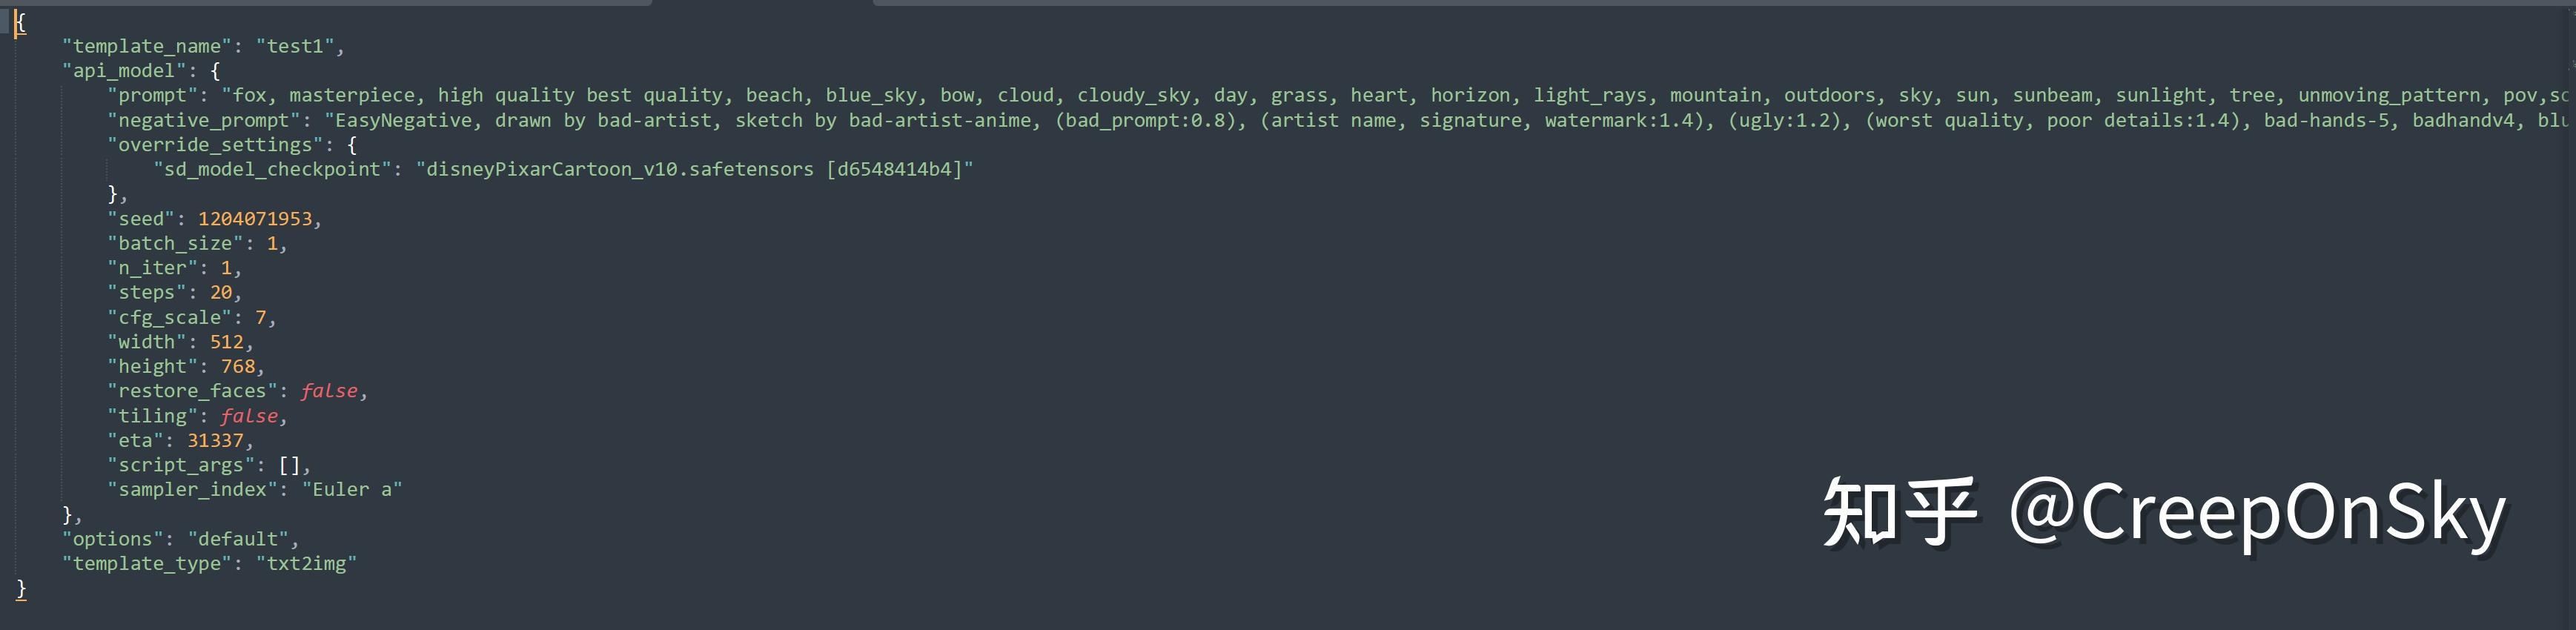 {
"template_name": "test1",
"api_model": {
"prompt": "fox, masterpiece, high quality best quality, beach, blue_sky, bow, cloud, cloudy_sky, day, grass, heart, horizon, light_rays, mountain, outdoors, sky, sun, sunbeam, sunlight, tree, unmoving_pattern, pov,sc
"negative_prompt": "EasyNegative, drawn by bad-artist, sketch by bad-artist-anime, (bad_prompt:0.8), (artist name, signature, watermark:1.4), (ugly:1.2), (worst quality, poor details:1.4), bad-hands-5, badhandv4, blu
"override_settings": {
"sd_model_checkpoint": "disneyPixarCartoon_v10.safetensors [d6548414b4]"
},
"seed": 1204071953,
"batch_size": 1,
"n_iter": 1,
"steps": 20,
"cfg_scale": 7,
"width": 512,
"height": 768,
"restore_faces": false,
"tiling": false,
"eta": 31337,
"script_args": [],
"sampler_index": "Euler a"
},
"options": "default",
"template_type": "txt2img"
}
知乎 @CreepOnSky